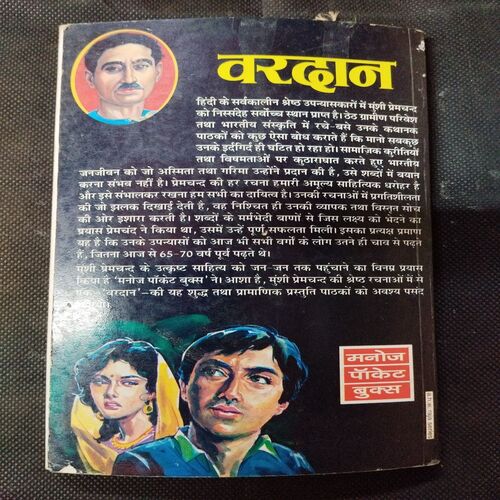 वरदान
हिंदी के सर्वकालीन श्रेष्ठ उपन्यासकारों में मुंशी प्रेमचन्द
को निस्संदेह सर्वोच्च स्थान प्राप्त है। ठेठ ग्रामीण परिवेश
तथा भारतीय संस्कृति में रचे-बसे उनके कथानक
पाठकों को कुछ ऐसा बोध कराते हैं कि मानो सबकुछ
उनके इर्दगिर्द ही घटित हो रहा हो। सामाजिक कुरीतियों
तथा विषमताओं पर कुठाराघात करते हुए भारतीय
जनजीवन को जो अस्मिता तथा गरिमा उन्होंने प्रदान की है, उसे शब्दों में बयान
करना संभव नहीं है। प्रेमचन्द की हर रचना हमारी अमूल्य सांस्कृतिक धरोहर है
और इसे संभालकर रखना हम सभी का दायित्व है। उनकी रचनाओं में प्रगतिशीलता
की जो झलक दिखाई देती है, वह निश्चित ही उनकी व्यापक तथा विस्तृत सोच
की ओर इशारा करती है। शब्दों के मर्मभेदी बाणों से जिस लक्ष्य को भेदने का
प्रयास प्रेमचंद ने किया था, उसमें उन्हें पूर्ण सफलता मिली। इसका प्रत्यक्ष प्रमाण
यह है कि उनके उपन्यासों को आज भी सभी वर्गों के लोग उतने ही चाव से पढ़ते
हैं, जितना आज से 65-70 वर्ष पूर्व पढ़ते थे।
मुंशी प्रेमचन्द के उत्कृष्ट साहित्य को जन-जन तक पहुंचाने का विनम्र प्रयास
किया है 'मनोज पॉकेट बुक्स' ने। आशा है, मुंशी प्रेमचन्द की श्रेष्ठ रचनाओं में से
एक-'वरदान'-की यह शुद्ध तथा प्रामाणिक प्रस्तुति पाठकों को अवश्य पसंद
मनोज
पॉकेट
बुक्स